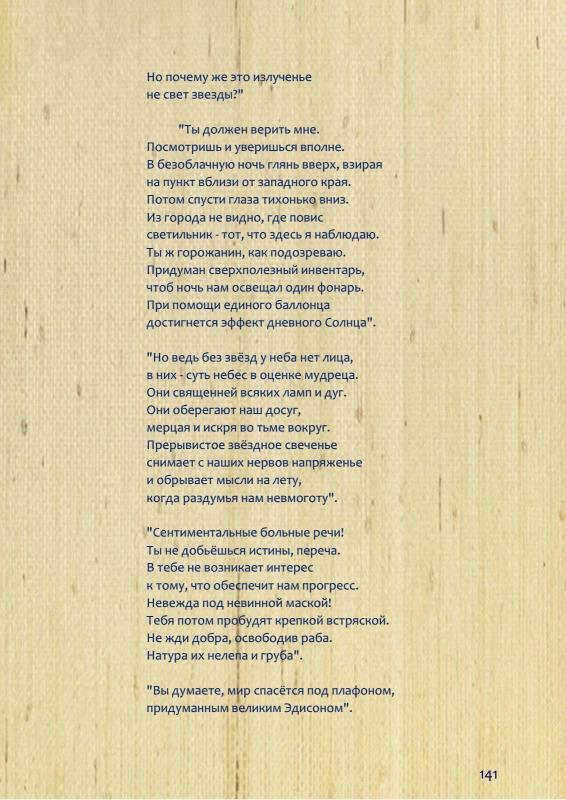 Но почему же это излученье
не свет звезды?"
"Ты должен верить мне.
Посмотришь и уверишься вполне.
В безоблачную ночь глянь вверх, взирая
на пункт вблизи от западного края.
Потом спусти глаза тихонько вниз.
Из города не видно, где повис
светильник - тот, что здесь я наблюдаю.
Ты ж горожанин, как подозреваю.
Придуман сверхполезный инвентарь,
чтоб ночь нам освещал один фонарь.
При помощи единого баллонца
достигнется эффект дневного Солнца".
"Но ведь без звёзд у неба нет лица,
в них - суть небес в оценке мудреца.
Они священней всяких ламп и дуг.
Они оберегают наш досуг,
мерцая и искря во тьме вокруг.
Прерывистое звёздное свеченье
снимает с наших нервов напряженье
и обрывает мысли на лету,
когда раздумья нам невмоготу".
"Сентиментальные больные речи!
Ты не добьёшься истины, переча.
В тебе не возникает интерес
к тому, что обеспечит нам прогресс.
Невежда под невинной маской!
Тебя потом пробудят крепкой встряской.
Не жди добра, освободив раба.
Натура их нелепа и груба".
"Вы думаете, мир спасётся под плафоном,
придуманным великим Эдисоном".
141